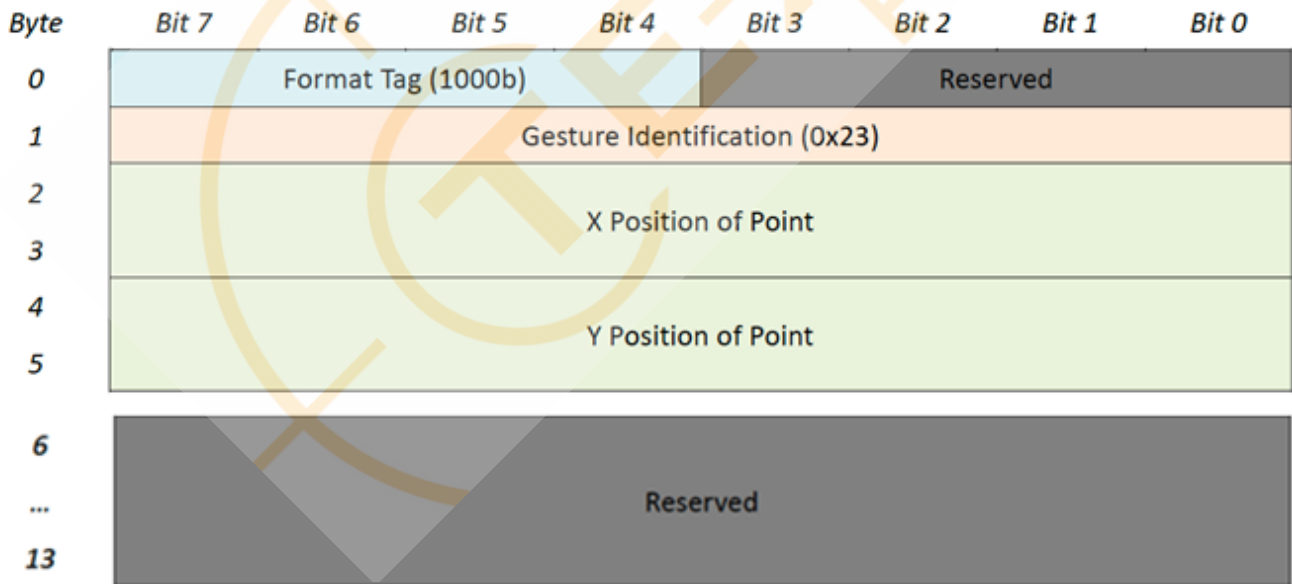 Byte Bit 7 Bit 6 Bit 5 Bit 4 Bit 3 Bit 2 Bit 1 Bit 0
0 Format Tag (1000b) Reserved
1 Gesture Identification (0x23)
2
X Position of Point
3
4
Y Position of Point
5
6
... Reserved
13